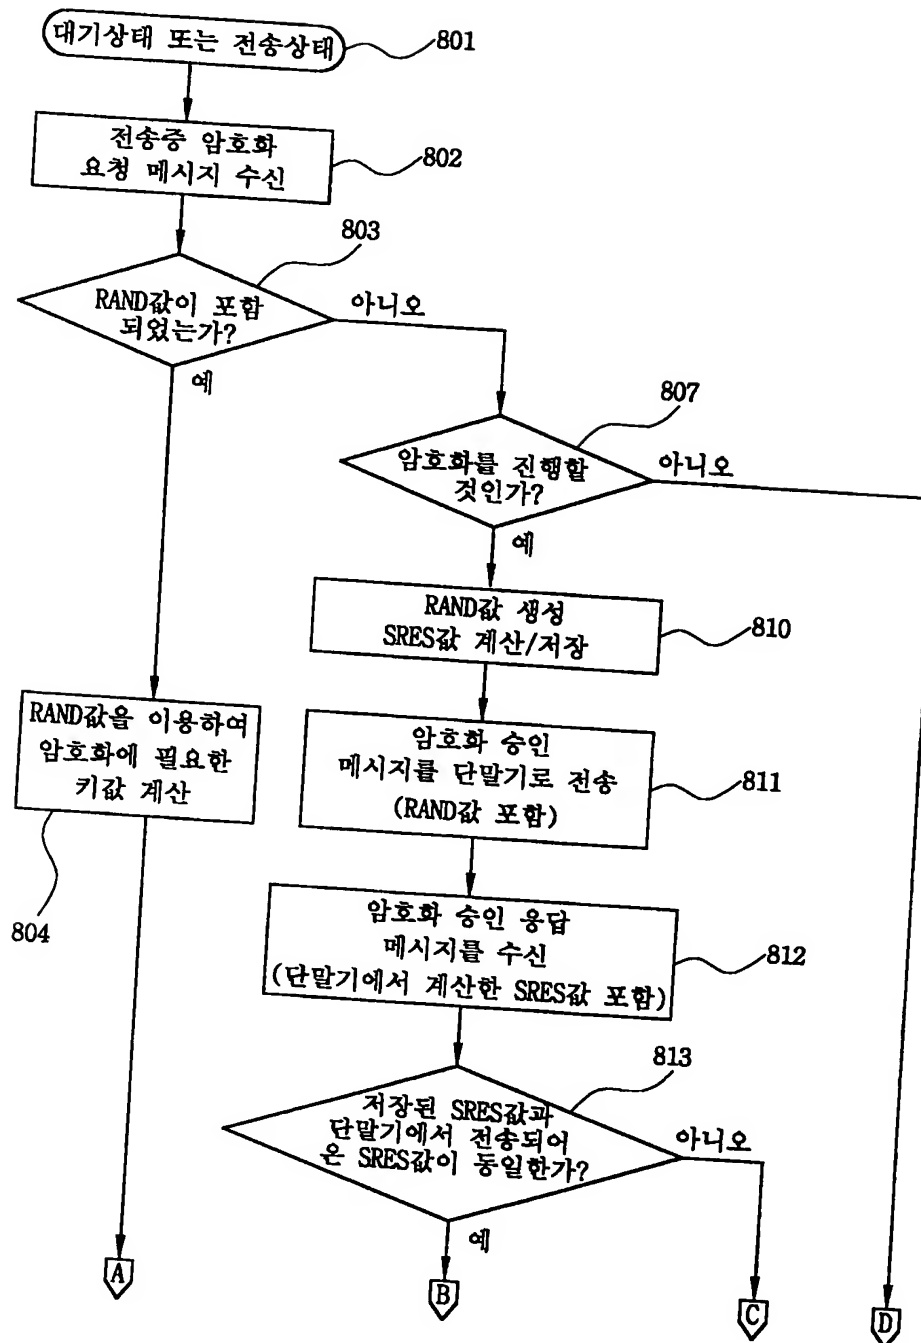 대기상태 또는 전송상태
801
전송중 암호화
요청 메시지 수신
802
803
RAND값이 포함
되었는가?
아니오
예
807
암호화를 진행할
것인가?
아니오
예
RAND값 생성
SRES값 계산/저장
810
RAND값을 이용하여
암호화에 필요한
키값 계산
804
암호화 승인
메시지를 단말기로 전송
(RAND값 포함)
811
암호화 승인 응답
메시지를 수신
(단말기에서 계산한 SRES값 포함)
812
813
저장된 SRES값과
단말기에서 전송되어
온 SRES값이 동일한가?
아니오
예
A
B
C
D